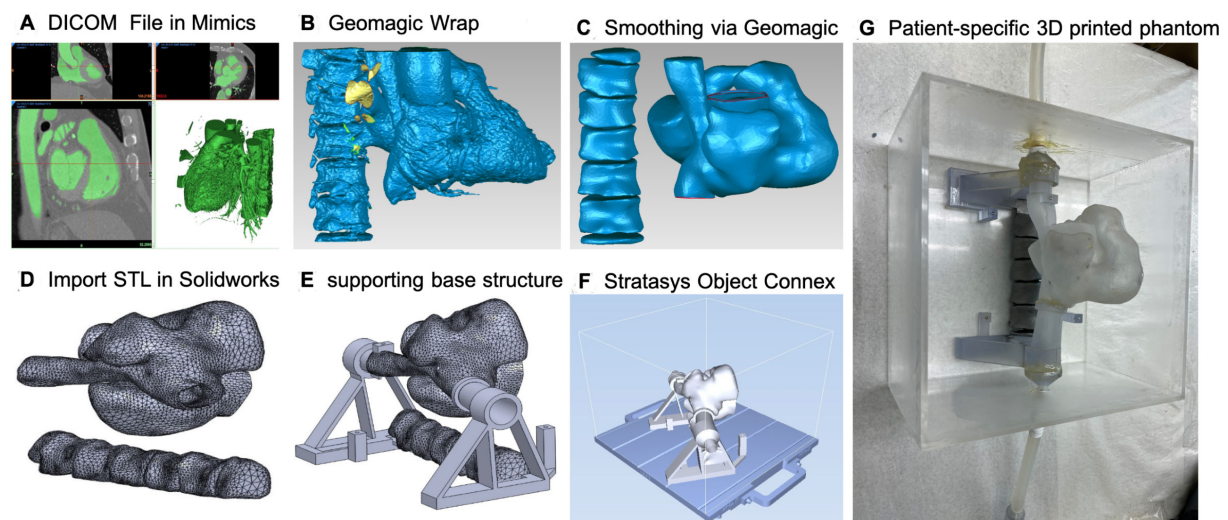 A DICOM File in Mimics
B Geomagic Wrap
C Smoothing via Geomagic
G Patient-specific 3D printed phantom
D Import STL in Solidworks
E supporting base structure
F Stratasys Object Connex